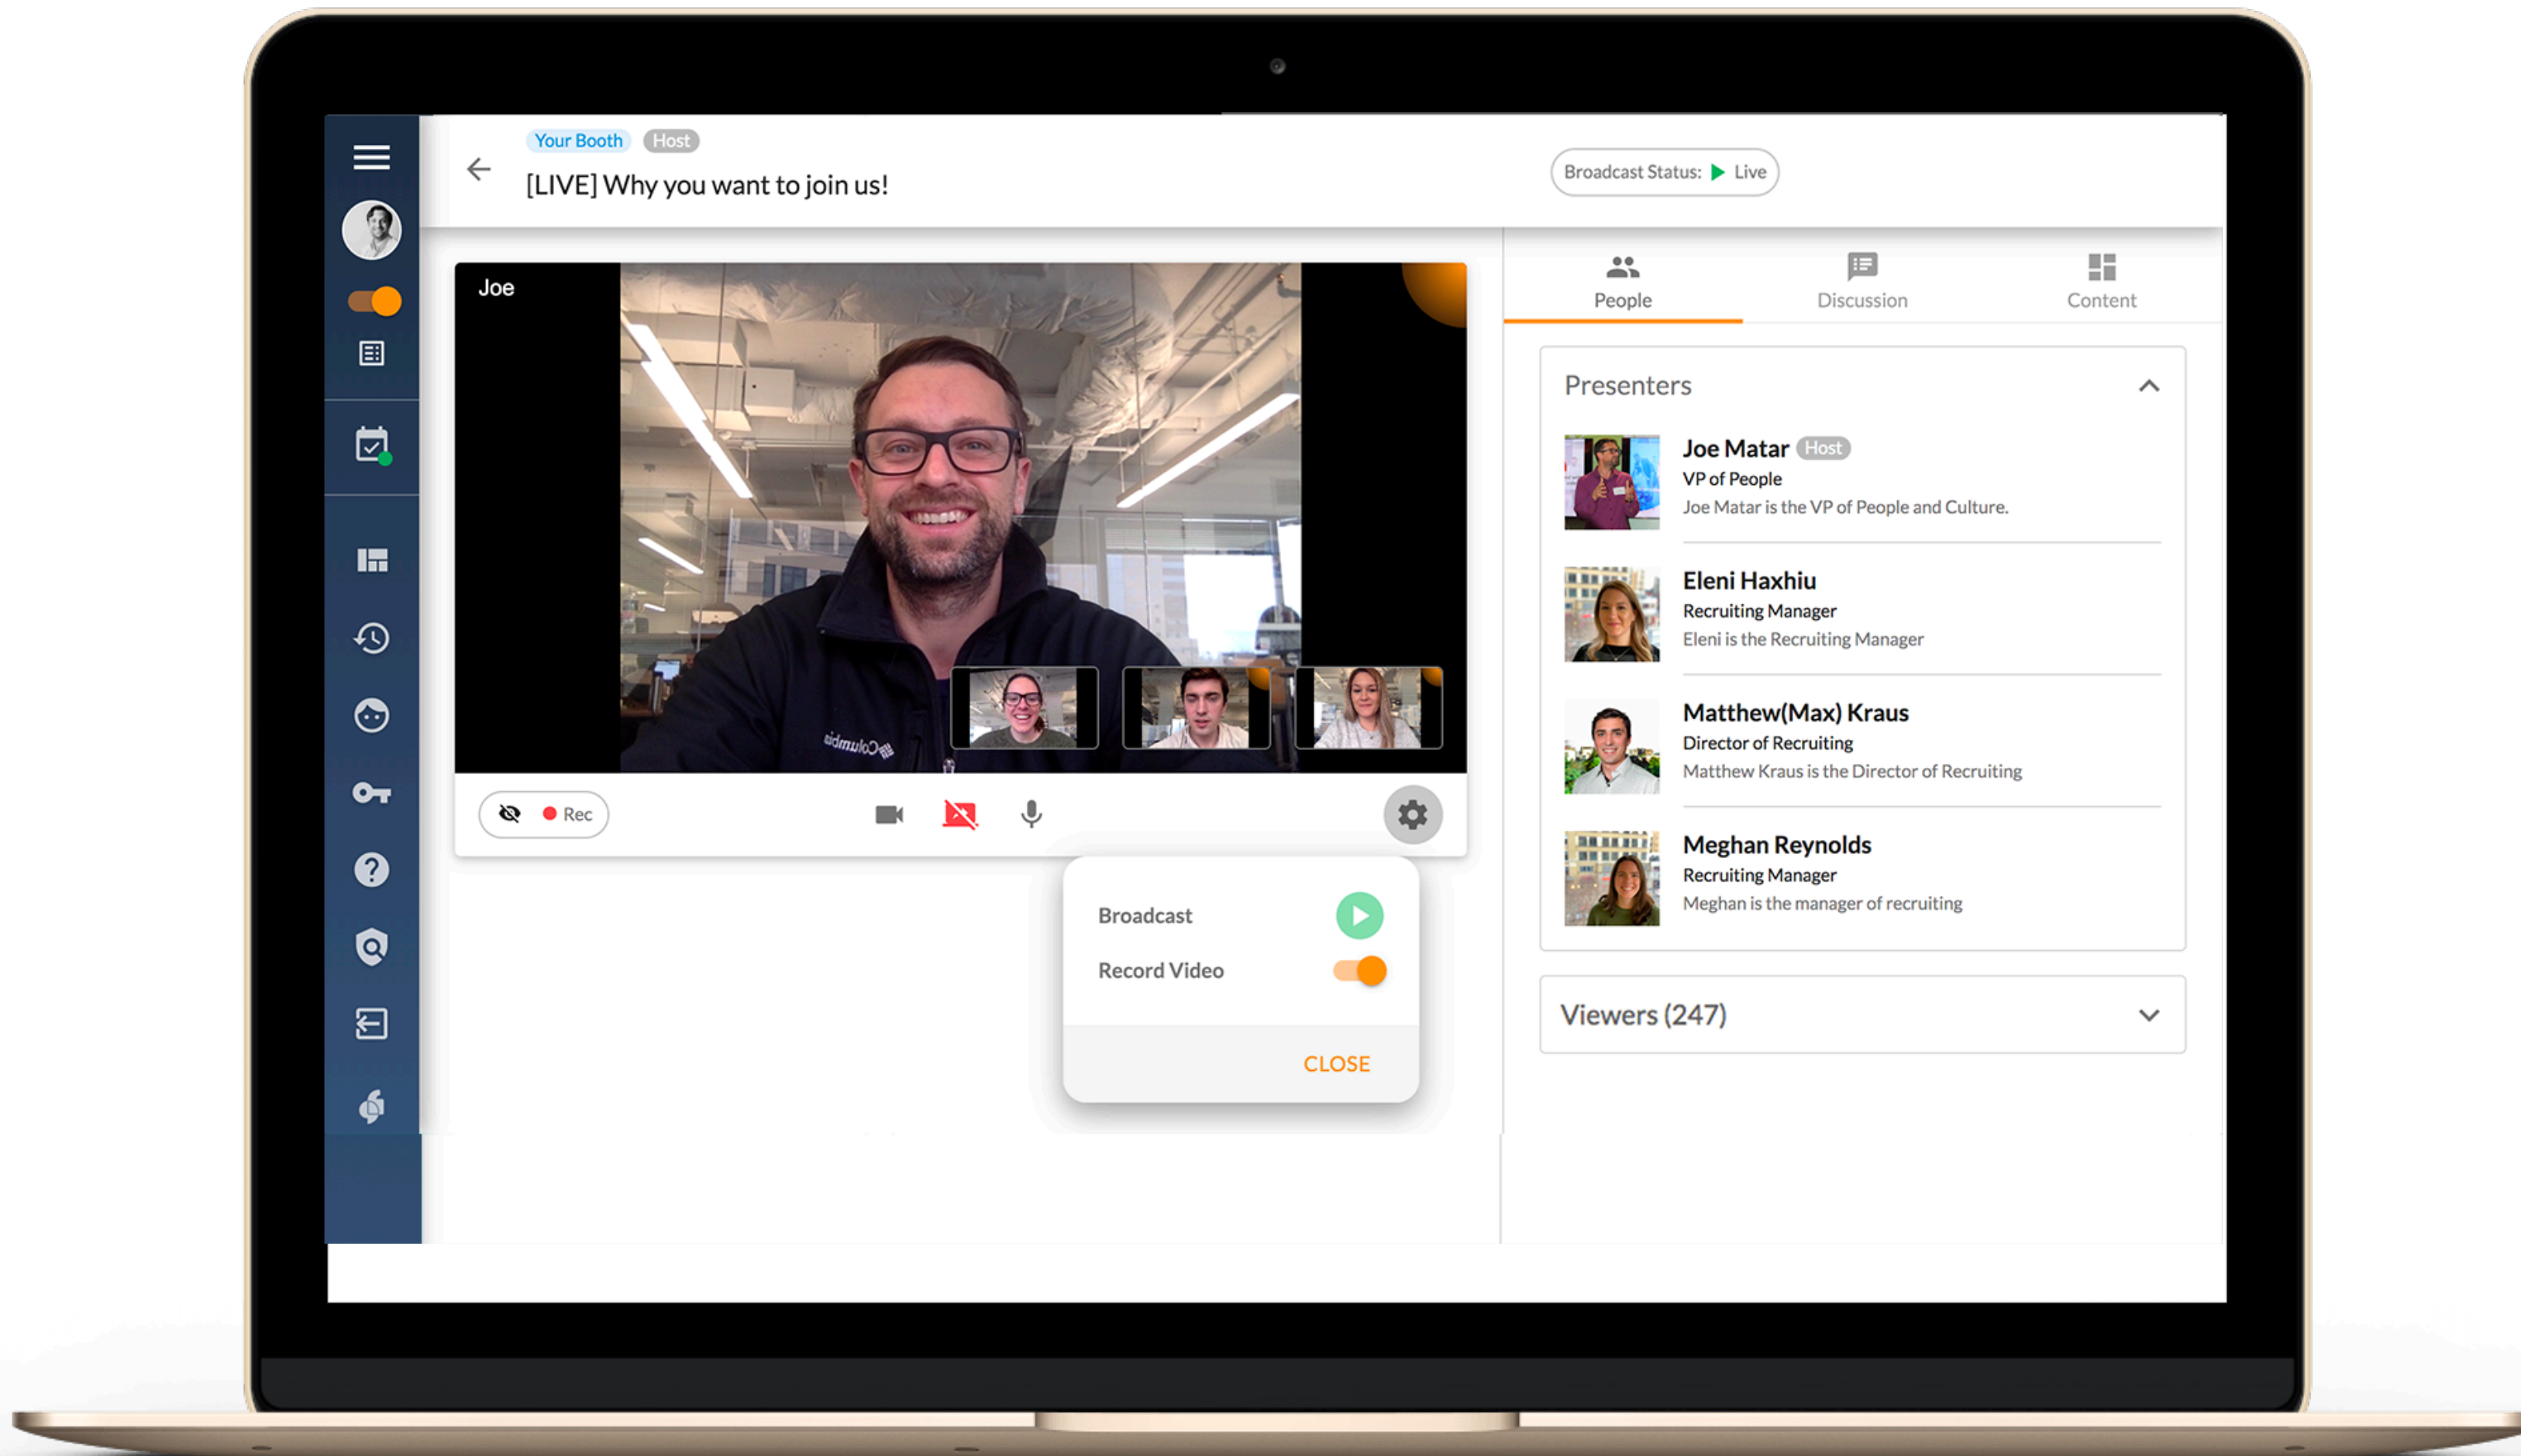 Your Booth Host
[LIVE] Why you want to join us!
Broadcast Status: Live
Joe
Columbia
Rec
Broadcast
Record Video
CLOSE
People
Discussion
Content
Presenters
Joe Matar Host
VP of People
Joe Matar is the VP of People and Culture.
Eleni Haxhiu
Recruiting Manager
Eleni is the Recruiting Manager
Matthew(Max) Kraus
Director of Recruiting
Matthew Kraus is the Director of Recruiting
Meghan Reynolds
Recruiting Manager
Meghan is the manager of recruiting
Viewers (247)